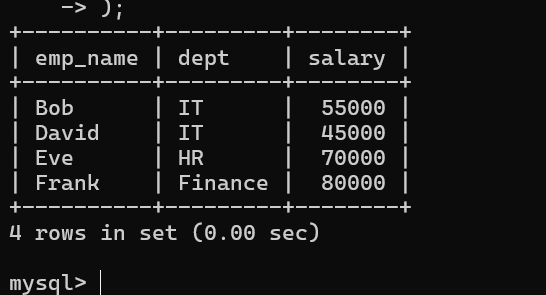 -> );
+----------+---------+--------+
| emp_name | dept    | salary |
+----------+---------+--------+
| Bob      | IT      |  55000 |
| David    | IT      |  45000 |
| Eve      | HR      |  70000 |
| Frank    | Finance |  80000 |
+----------+---------+--------+
4 rows in set (0.00 sec)
mysql>